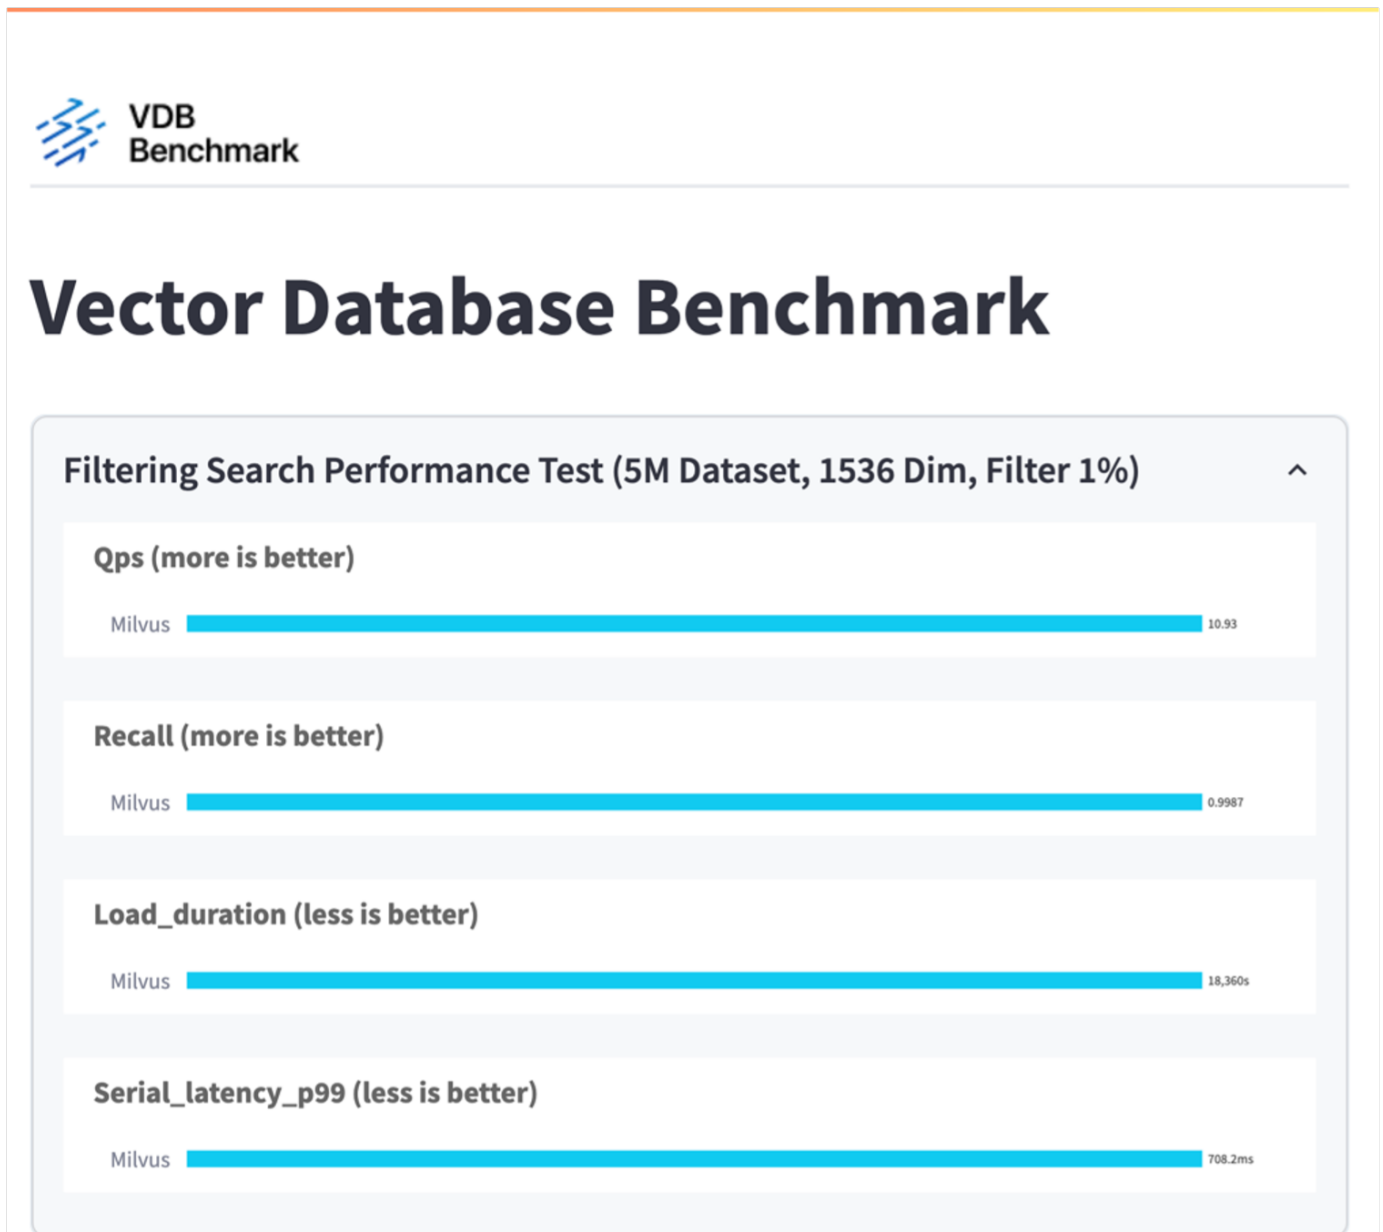 VDB
Benchmark
Vector Database Benchmark
Filtering Search Performance Test (5M Dataset, 1536 Dim, Filter 1%)
Qps (more is better)
Milvus 10.93
Recall (more is better)
Milvus 0.9987
Load_duration (less is better)
Milvus 18,360s
Serial_latency_p99 (less is better)
Milvus 708.2ms